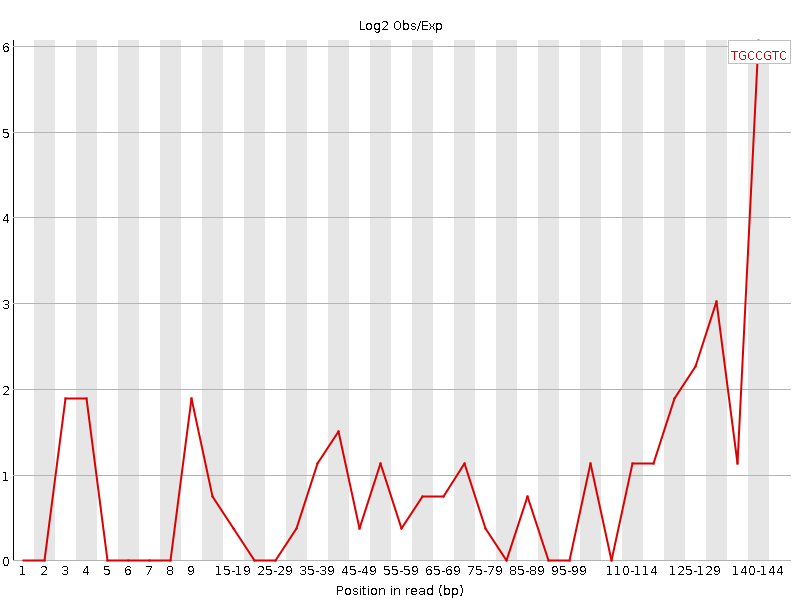 Log2 Obs/Exp
TGCCGTC
6
5
4
3
2
1
0
1 2 3 4 5 6 7 8 9 15-19 25-29 35-39 45-49 55-59 65-69 75-79 85-89 95-99 110-114 125-129 140-144
Position in read (bp)